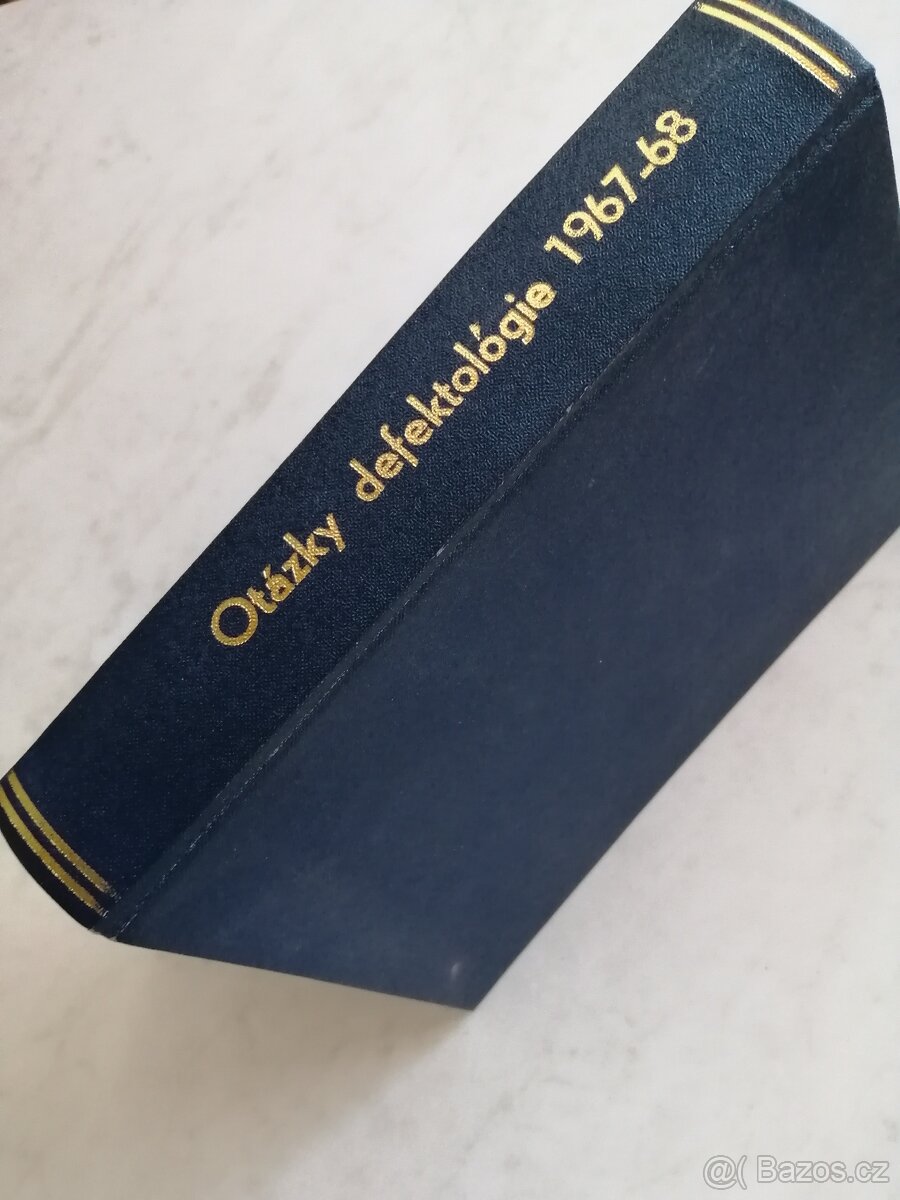 Otázky defektológie 1967-68
@( Bazos.cz